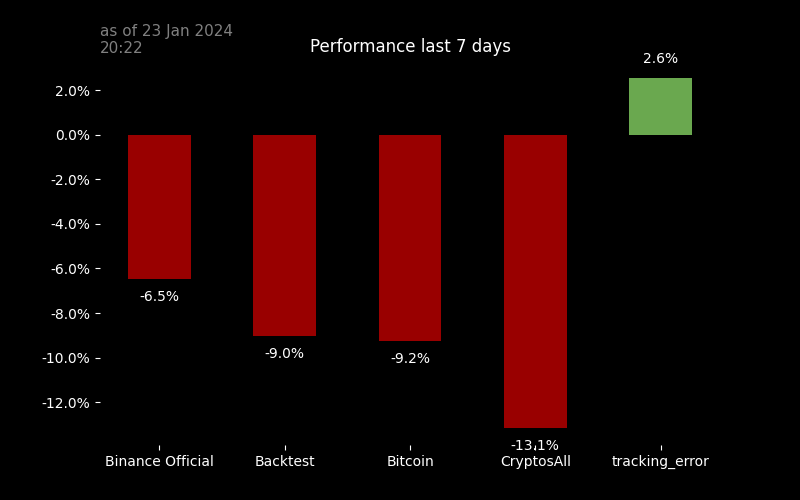 as of 23 Jan 2024
20:22
Performance last 7 days
2.6%
2.0%
0.0%
-2.0%
-4.0%
-6.0%
-8.0%
-10.0%
-12.0%
-6.5%
-9.0%
-9.2%
-13.1%
Binance Official
Backtest
Bitcoin
CryptosAll
tracking_error